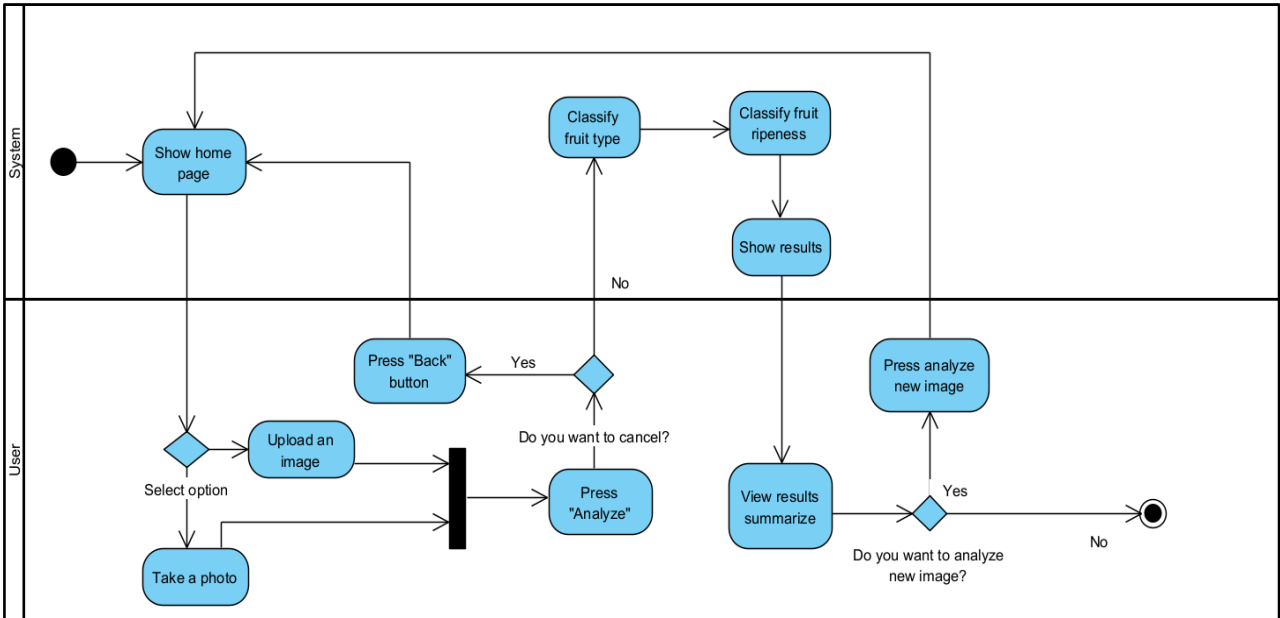 System
Show home
page
Classify
fruit type
Classify fruit
ripeness
Show results
No
User
Press "Back"
button
Yes
Do you want to cancel?
Press analyze
new image
Upload an
image
Select option
Take a photo
Press
"Analyze"
View results
summarize
Yes
No
Do you want to analyze
new image?